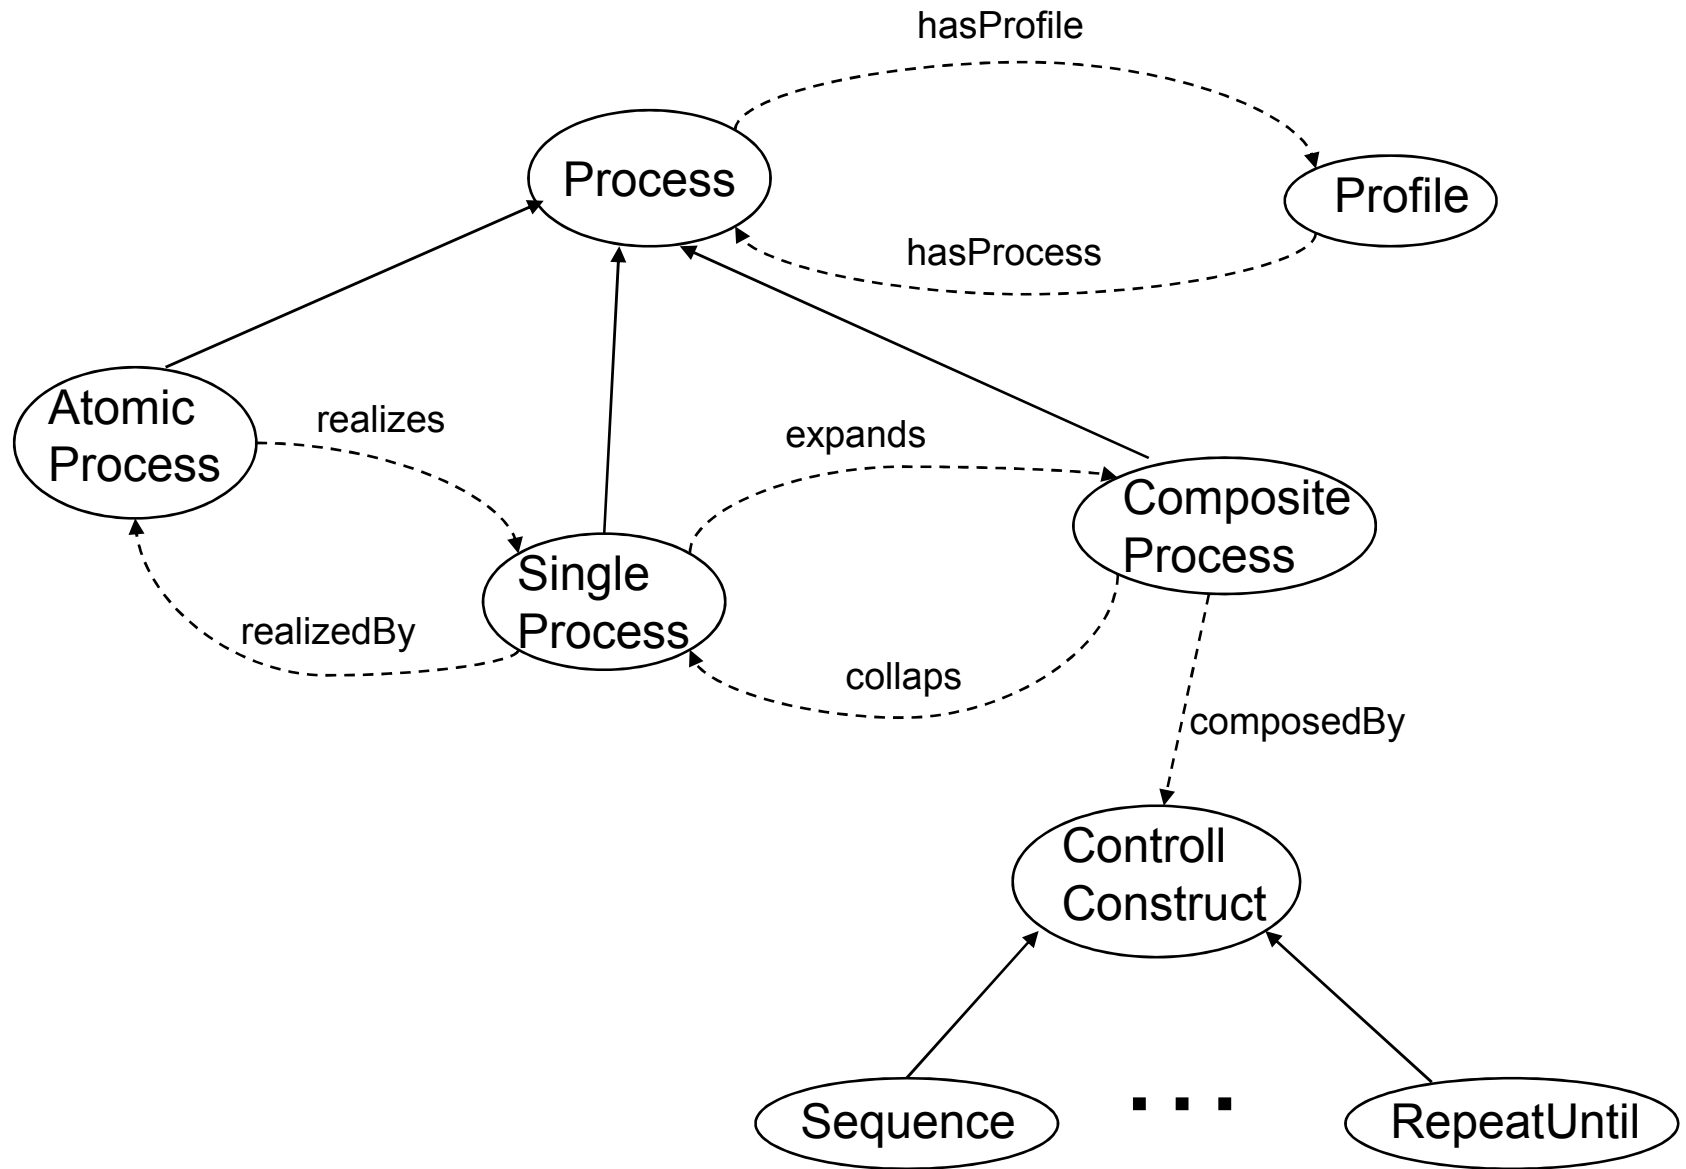 hasProfile
Process
Profile
hasProcess
Atomic
Process
realizes
expands
Composite
Process
Single
Process
realizedBy
collaps
composedBy
Controll
Construct
Sequence
...
RepeatUntil